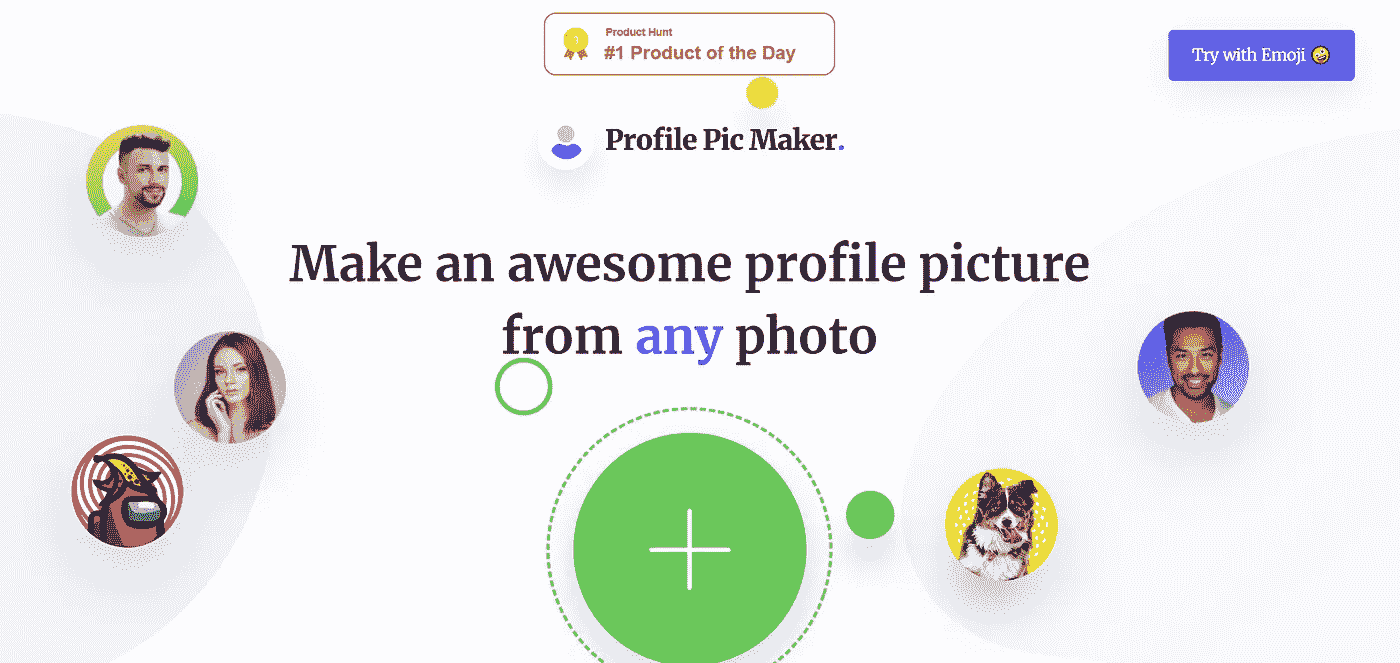 Product Hunt
#1 Product of the Day
Try with Emoji 🤪
Profile Pic Maker.
Make an awesome profile picture
from any photo